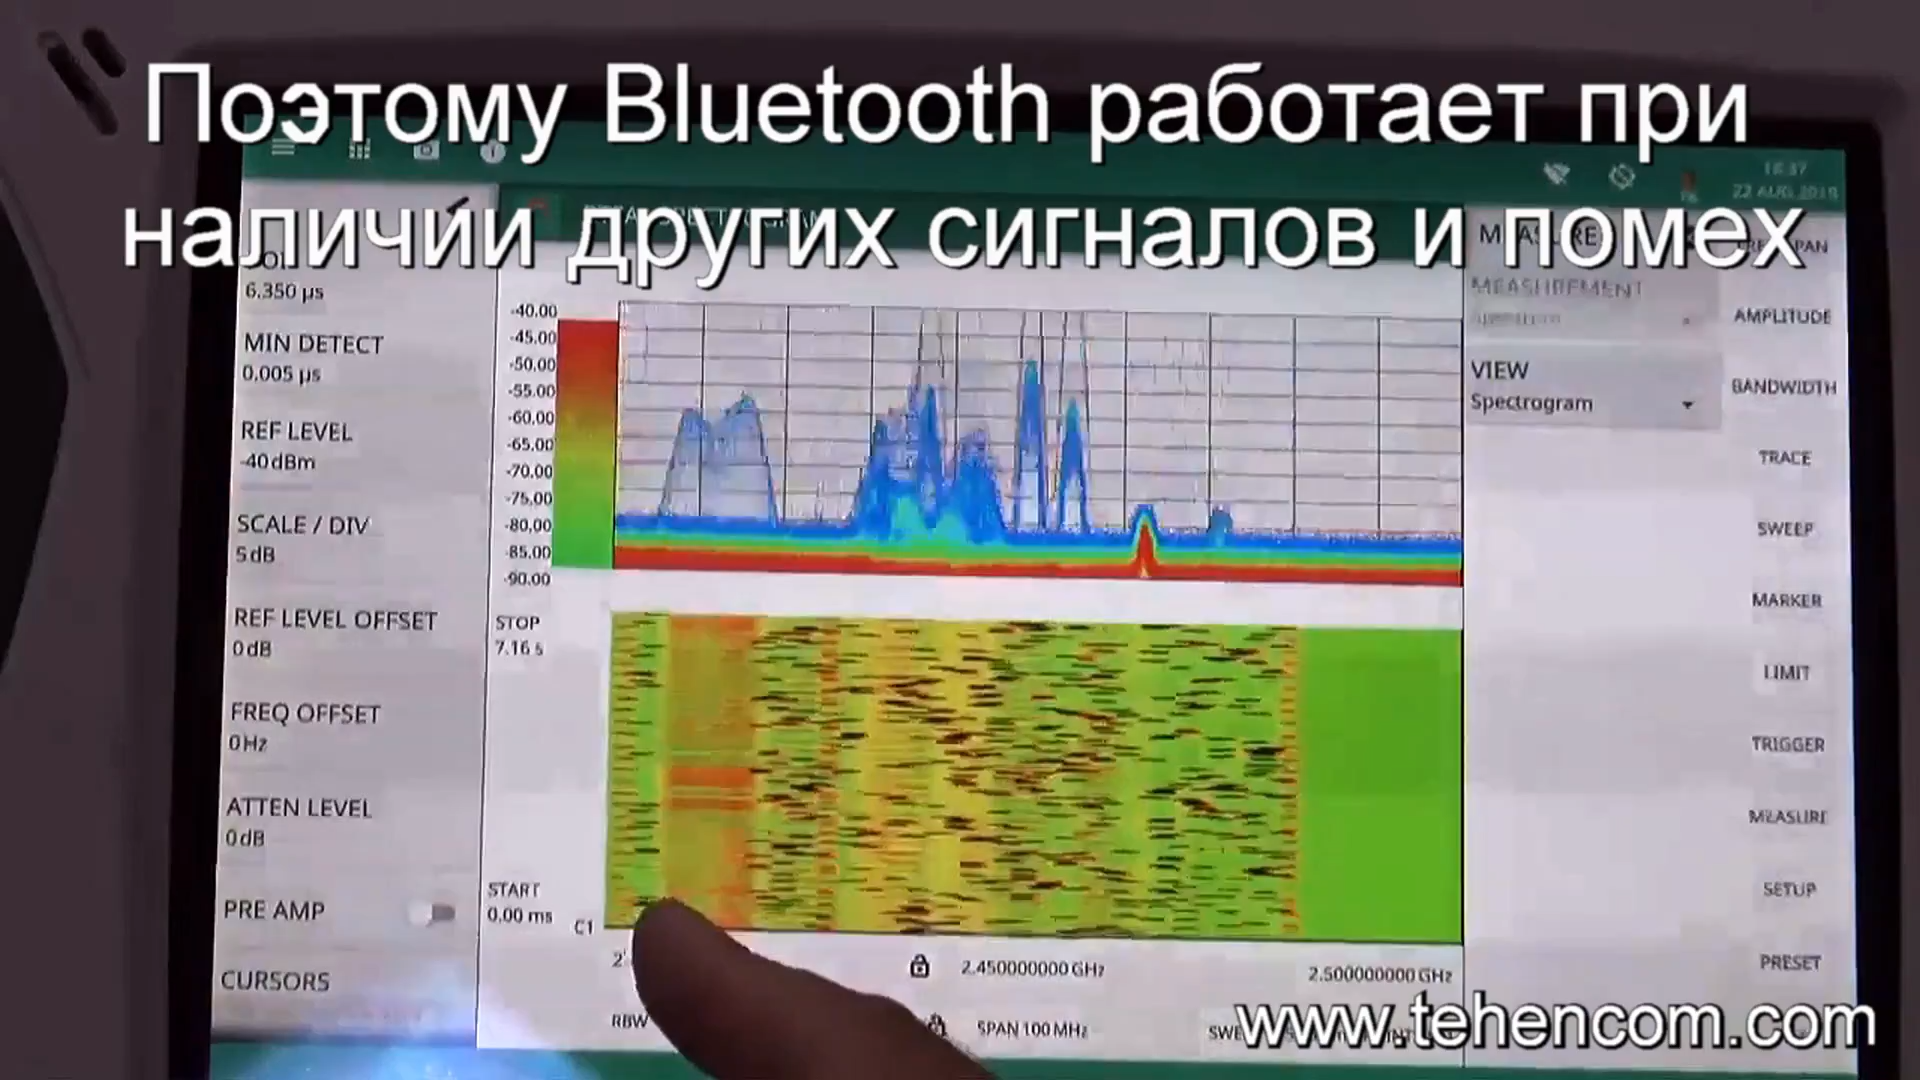 Поэтому Bluetooth работает при
наличии других сигналов и помех
22 AUG 2019
6.350 µs
MIN DETECT
0.005 µs
REF LEVEL
-40 dBm
SCALE / DIV
5 dB
REF LEVEL OFFSET
0 dB
FREQ OFFSET
0 Hz
ATTEN LEVEL
0 dB
PRE AMP
CURSORS
-40.00
-45.00
-50.00
-55.00
-60.00
-65.00
-70.00
-75.00
-80.00
-85.00
-90.00
STOP
7.16 s
START
0.00 ms
C1
2.450000000 GHz
2.500000000 GHz
RBW
SPAN 100 MHz
MEASUREMENT
VIEW
Spectrogram
AMPLITUDE
BANDWIDTH
TRACE
SWEEP
MARKER
LIMIT
TRIGGER
MEASURE
SETUP
PRESET
www.tehencom.com